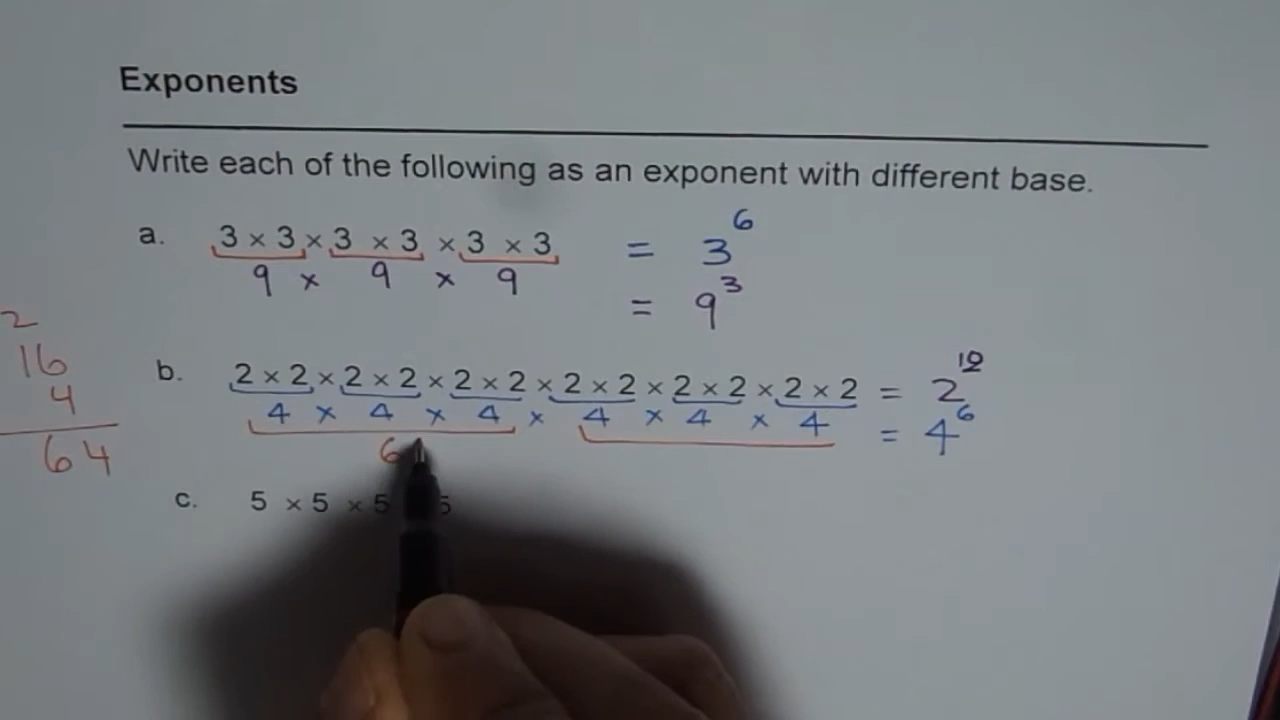 Exponents
Write each of the following as an exponent with different base.
a. 3 × 3 × 3 × 3 × 3 × 3 = 3^6
9 × 9 × 9 = 9^3
2
16
4
64
b. 2 × 2 × 2 × 2 × 2 × 2 × 2 × 2 × 2 × 2 × 2 × 2 = 2^12
4 × 4 × 4 × 4 × 4 × 4 = 4^6
6
c. 5 × 5 × 5 5